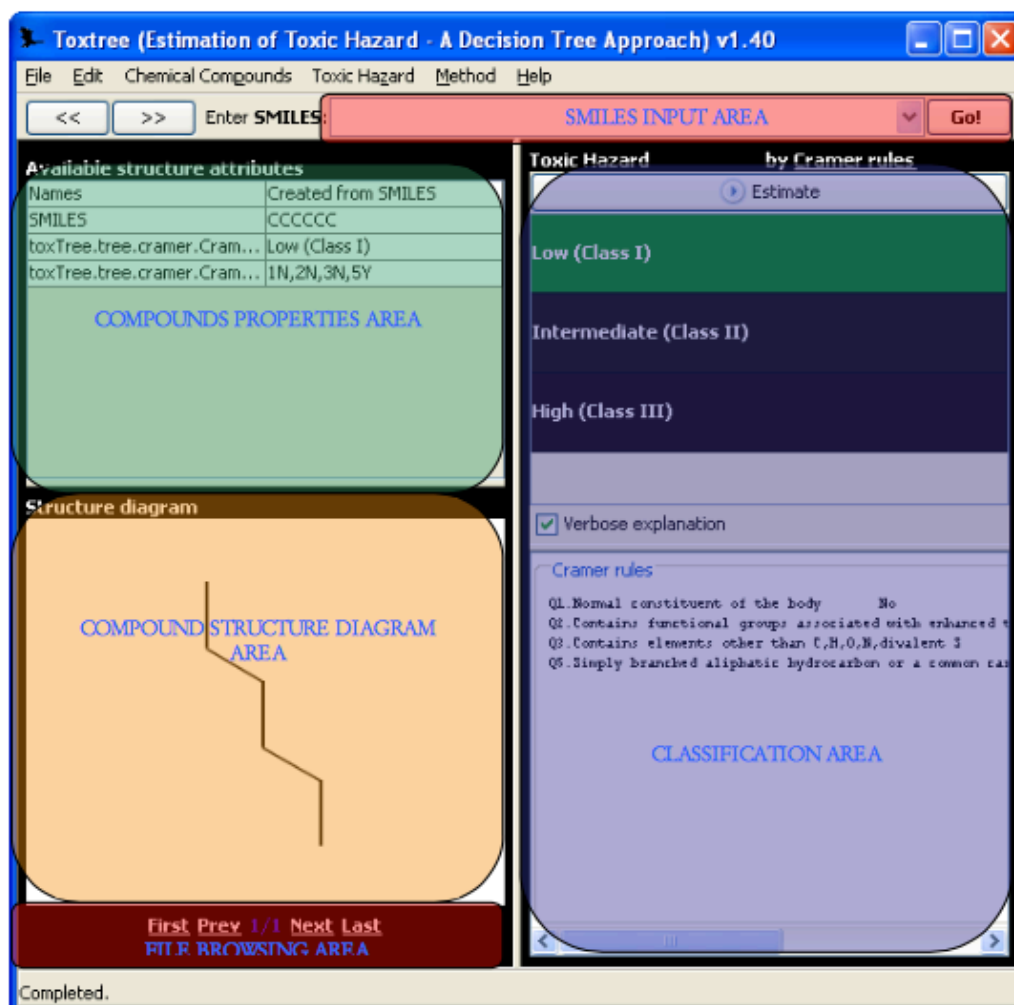 Toxtree (Estimation of Toxic Hazard - A Decision Tree Approach) v1.40
File Edit Chemical Compounds Toxic Hazard Method Help
<< >> Enter SMILES: SMILES INPUT AREA Go!
Available structure attributes
Names Created from SMILES
SMILES CCCCCC
toxTree.tree.cramer.Cram... Low (Class I)
toxTree.tree.cramer.Cram... 1N,2N,3N,5Y
COMPOUNDS PROPERTIES AREA
Structure diagram
COMPOUND STRUCTURE DIAGRAM
AREA
First Prev 1/1 Next Last
FILE BROWSING AREA
Toxic Hazard by Cramer rules
Estimate
Low (Class I)
Intermediate (Class II)
High (Class III)
Verbose explanation
Cramer rules
Q1.Normal constituent of the body No
Q2.Contains functional groups associated with enhanced t
Q3.Contains elements other than C,H,O,N,divalent S
Q5.Simply branched aliphatic hydrocarbon or a common car
CLASSIFICATION AREA
Completed.